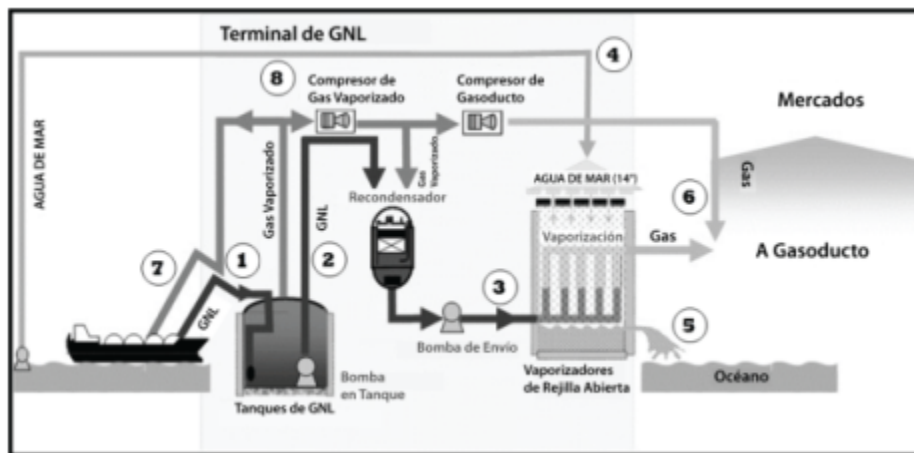 Terminal de GNL
4
8
Compresor de
Gas Vaporizado
Compresor de
Gasoducto
Mercados
AGUA DE MAR
Gas Vaporizado
GNL
Gas
Vaporizado
Recondensador
AGUA DE MAR (14°)
Vaporización
Gas
6
Gas
A Gasoducto
7
1
2
GNL
3
5
Bomba de Envío
Bomba
en Tanque
Tanques de GNL
Vaporizadores
de Rejilla Abierta
Océano